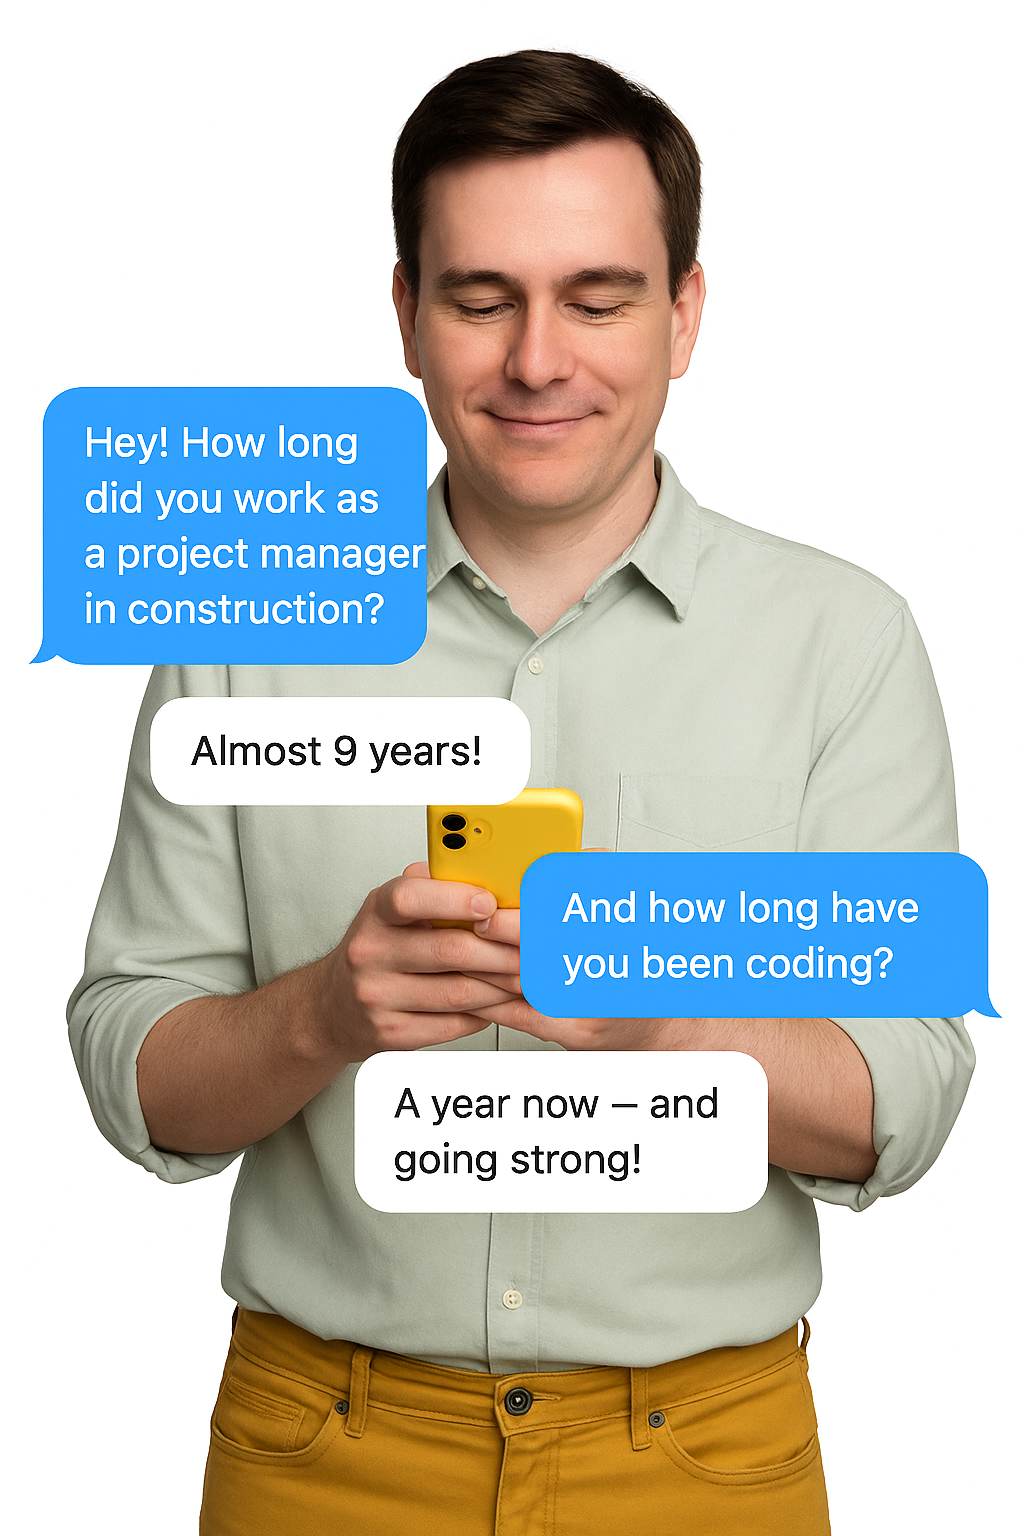 Hey! How long
did you work as
a project manager
in construction?
Almost 9 years!
And how long have
you been coding?
A year now – and
going strong!